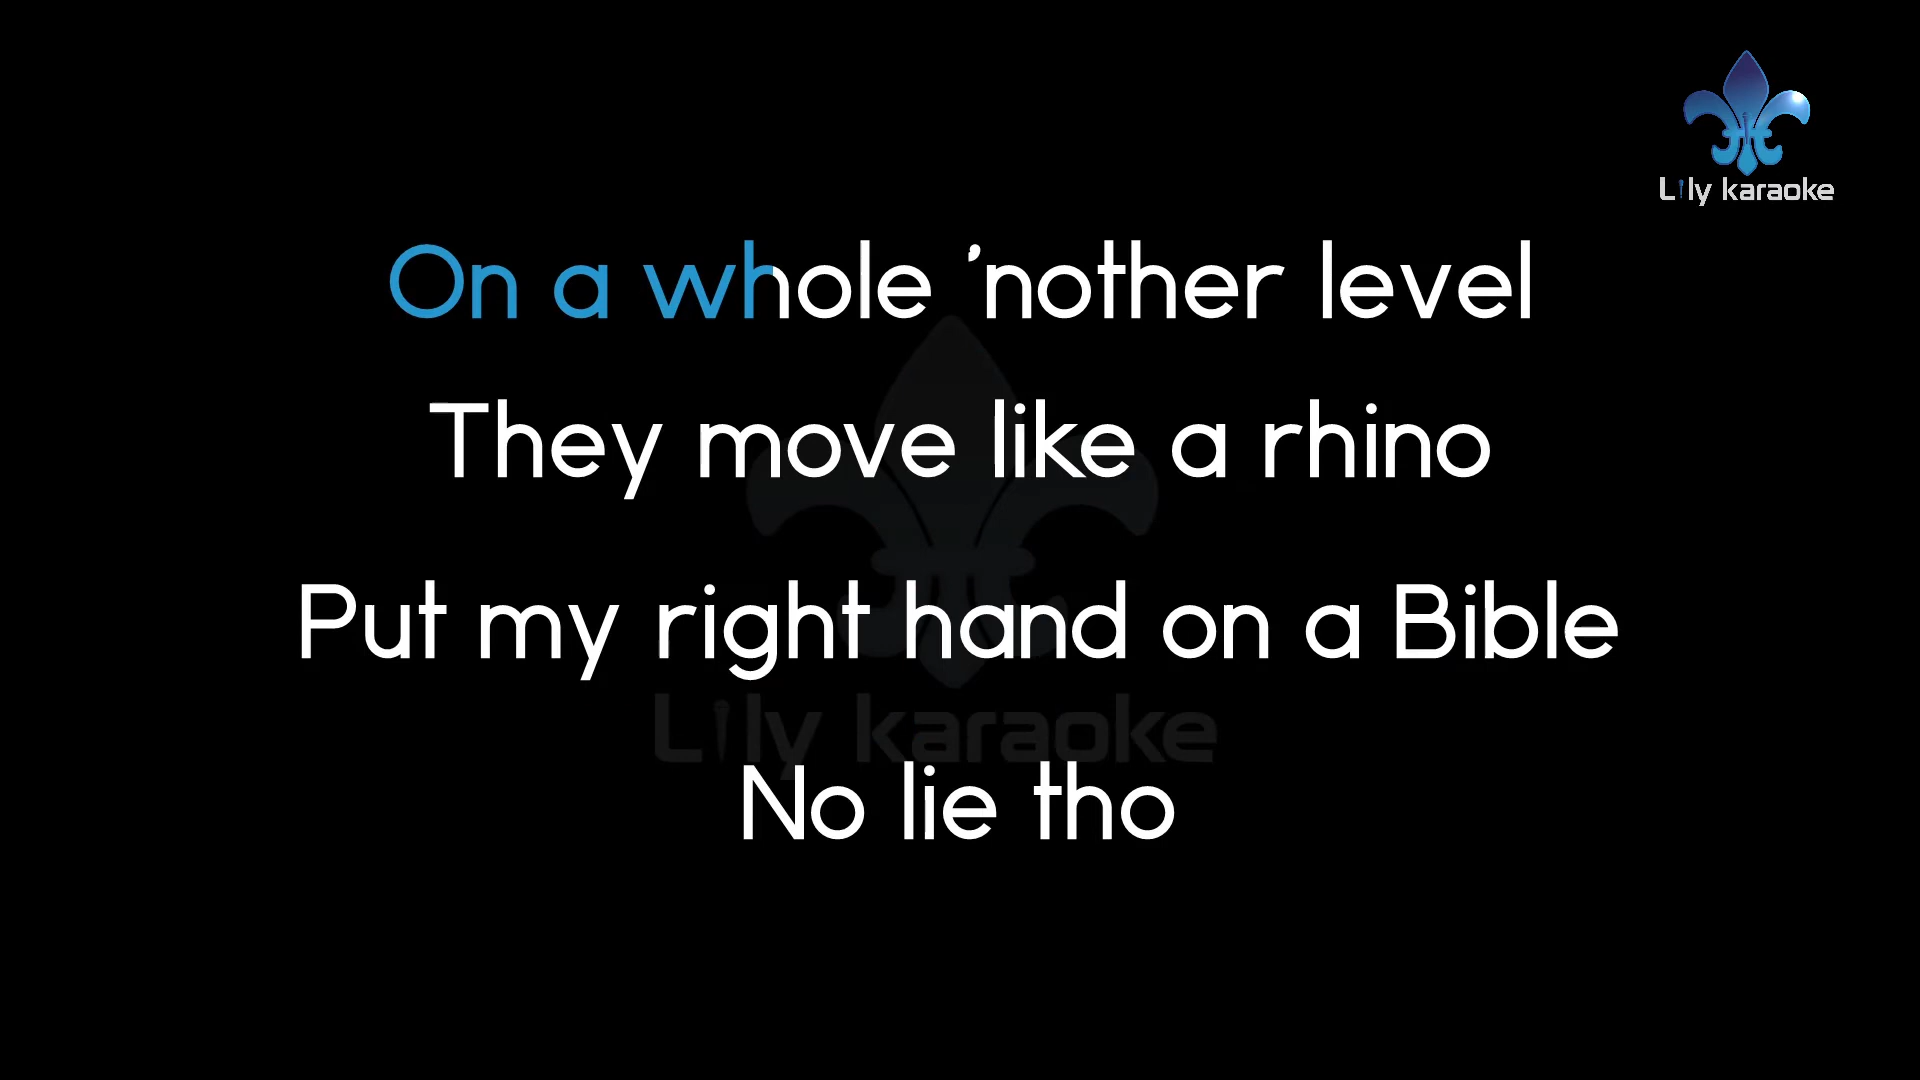 Lily karaoke
On a whole 'nother level
They move like a rhino
Put my right hand on a Bible
Lily karaoke
No lie tho